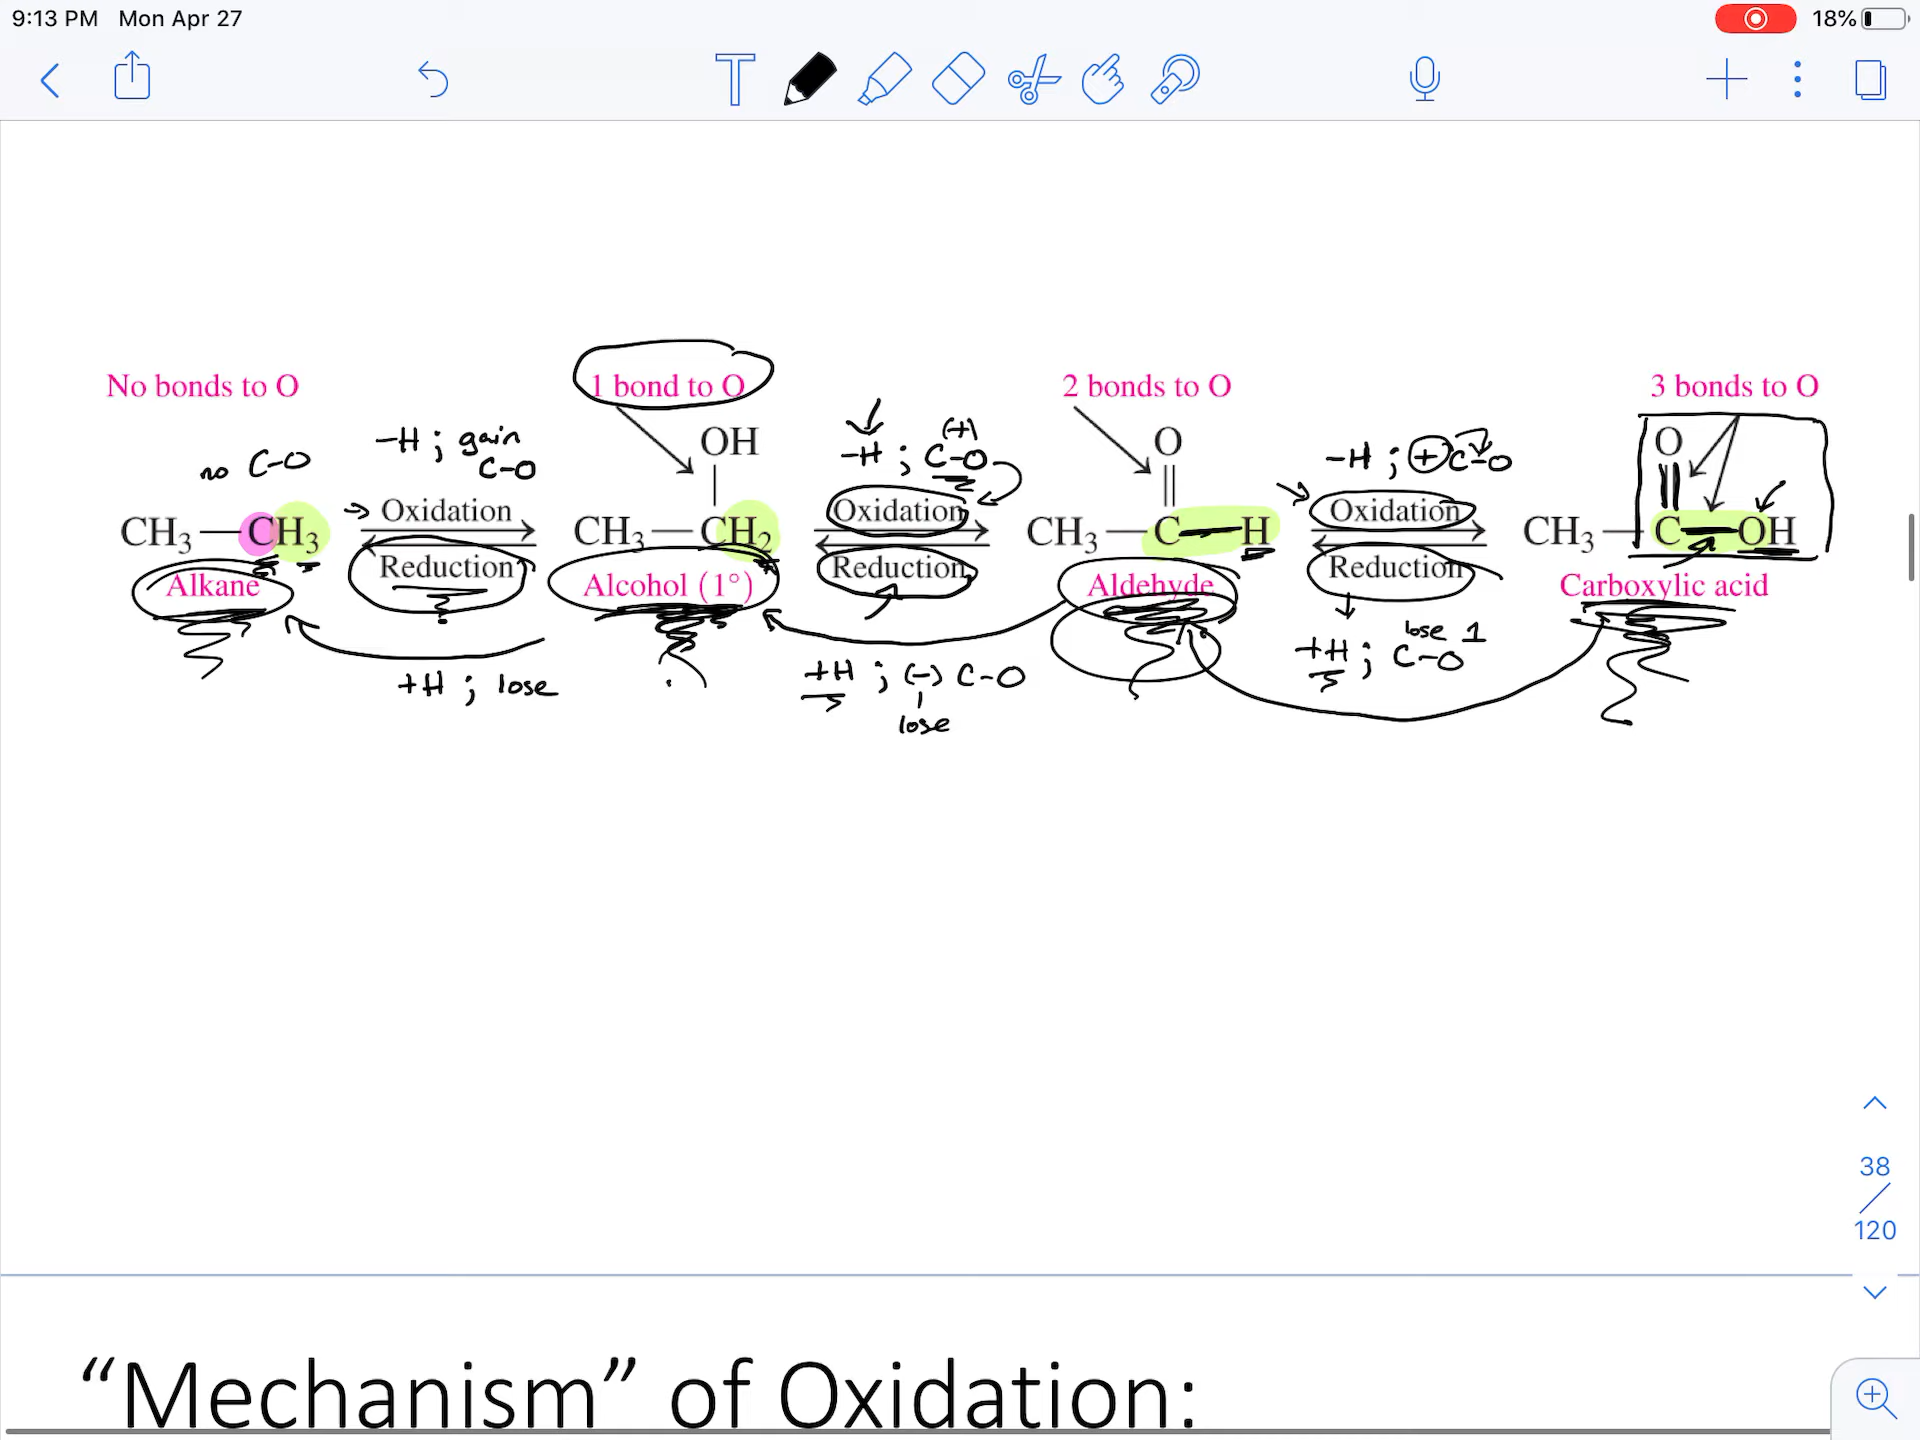 9:13 PM Mon Apr 27
18%
No bonds to O
1 bond to O
2 bonds to O
3 bonds to O
no C-O
-H ; gain
C-O
OH
-H ; (+)
C-O
O
-H ; + C-O
O
CH₃—CH₃
Oxidation
Reduction
CH₃—CH₂
Oxidation
Reduction
CH₃—C—H
Oxidation
Reduction
CH₃—C—OH
Alkane
Alcohol (1°)
Aldehyde
Carboxylic acid
+H ; lose
+H ; (-) C-O
lose
+H ; lose 1
C-O
38
/
120
“Mechanism” of Oxidation: